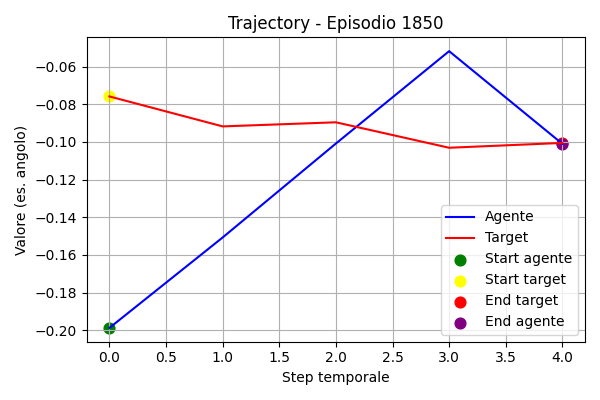 Trajectory - Episodio 1850
Valore (es. angolo)
−0.06
−0.08
−0.10
−0.12
−0.14
−0.16
−0.18
−0.20
Agente
Target
Start agente
Start target
End target
End agente
0.0 0.5 1.0 1.5 2.0 2.5 3.0 3.5 4.0
Step temporale